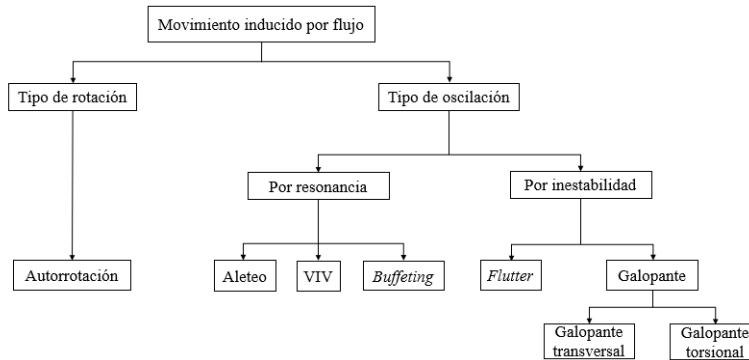 Movimiento inducido por flujo
Tipo de rotación
Tipo de oscilación
Por resonancia
Por inestabilidad
Autorrotación
Aleteo
VIV
Buffeting
Flutter
Galopante
Galopante
transversal
Galopante
torsional